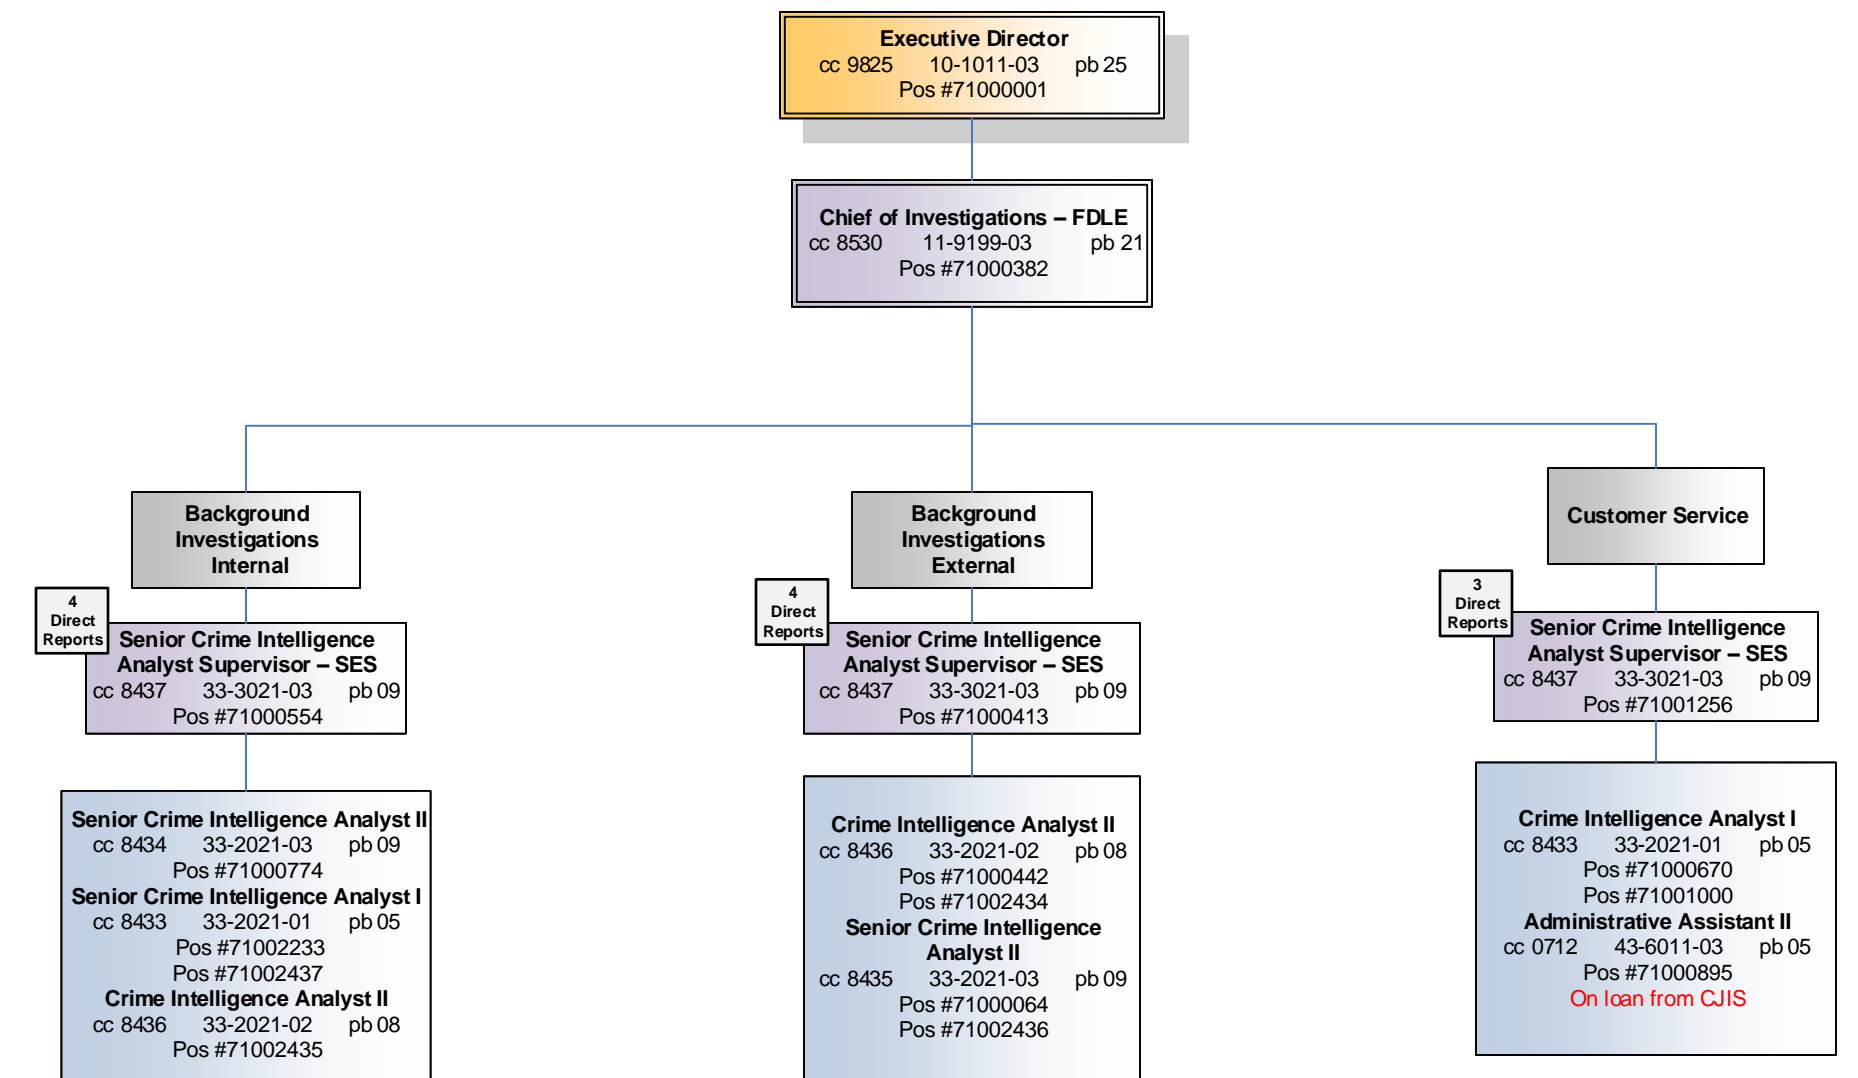 Executive Director
cc 9825 10-1011-03 pb 25
Pos #71000001
Chief of Investigations – FDLE
cc 8530 11-9199-03 pb 21
Pos #71000382
Background
Investigations
Internal
4
Direct
Reports
Senior Crime Intelligence
Analyst Supervisor – SES
cc 8437 33-3021-03 pb 09
Pos #71000554
Senior Crime Intelligence Analyst II
cc 8434 33-2021-03 pb 09
Pos #71000774
Senior Crime Intelligence Analyst I
cc 8433 33-2021-01 pb 05
Pos #71002233
Pos #71002437
Crime Intelligence Analyst II
cc 8436 33-2021-02 pb 08
Pos #71002435
Background
Investigations
External
4
Direct
Reports
Senior Crime Intelligence
Analyst Supervisor – SES
cc 8437 33-3021-03 pb 09
Pos #71000413
Crime Intelligence Analyst II
cc 8436 33-2021-02 pb 08
Pos #71000442
Pos #71002434
Senior Crime Intelligence
Analyst II
cc 8435 33-2021-03 pb 09
Pos #71000064
Pos #71002436
Customer Service
3
Direct
Reports
Senior Crime Intelligence
Analyst Supervisor – SES
cc 8437 33-3021-03 pb 09
Pos #71001256
Crime Intelligence Analyst I
cc 8433 33-2021-01 pb 05
Pos #71000670
Pos #71001000
Administrative Assistant II
cc 0712 43-6011-03 pb 05
Pos #71000895
On loan from CJIS